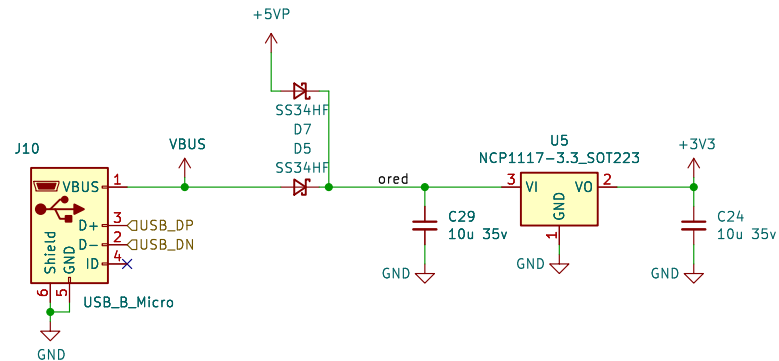 +5VP
SS34HF
D7
D5
SS34HF
J10
VBUS
ored
U5
NCP1117-3.3_SOT223
+3V3
VBUS 1
D+ 3 USB_DP
D- 2 USB_DN
ID 4
Shield
GND
6
5
USB_B_Micro
GND
3 VI
VO 2
GND
1
GND
C29
10u 35v
GND
C24
10u 35v
GND